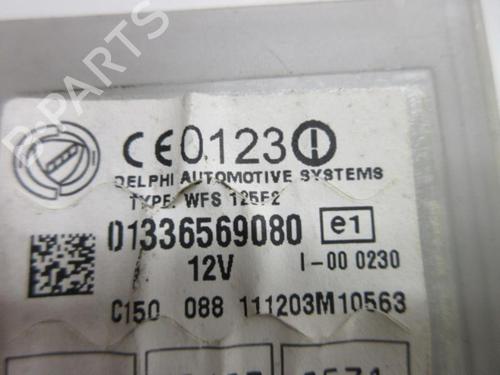 B-PARTS
CE0123
DELPHI AUTOMOTIVE SYSTEMS
TYPE: WFS 125F2
01336569080 e1
12V I-00 0230
C150 088 111203M10563